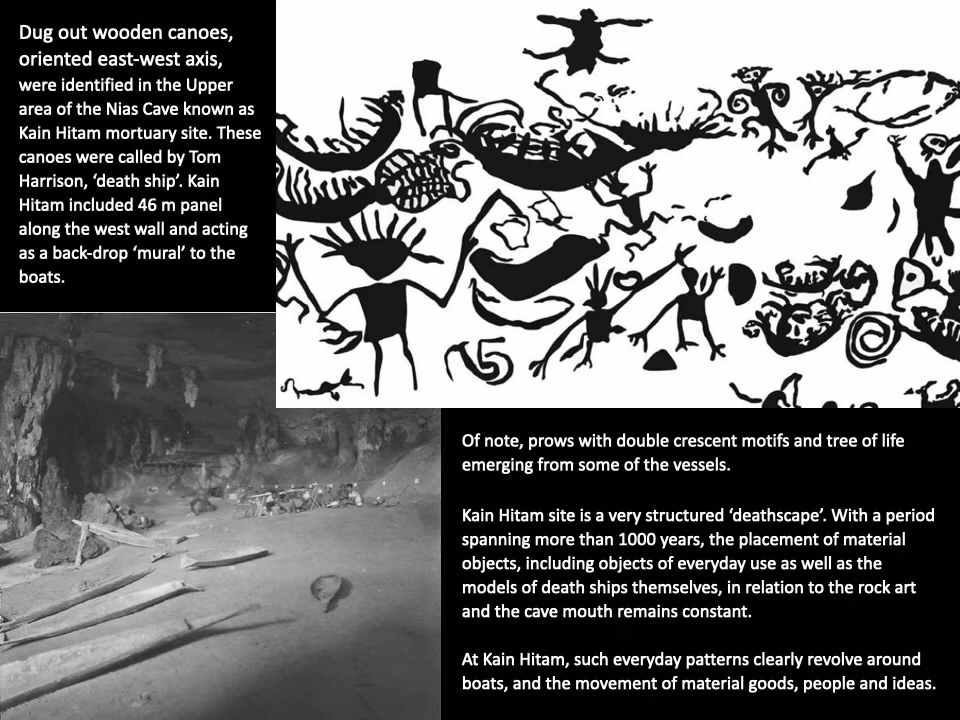 Dug out wooden canoes,
oriented east-west axis,
were identified in the Upper
area of the Nias Cave known as
Kain Hitam mortuary site. These
canoes were called by Tom
Harrison, ‘death ship’. Kain
Hitam included 46 m panel
along the west wall and acting
as a back-drop ‘mural’ to the
boats.
Of note, prows with double crescent motifs and tree of life
emerging from some of the vessels.
Kain Hitam site is a very structured ‘deathscape’. With a period
spanning more than 1000 years, the placement of material
objects, including objects of everyday use as well as the
models of death ships themselves, in relation to the rock art
and the cave mouth remains constant.
At Kain Hitam, such everyday patterns clearly revolve around
boats, and the movement of material goods, people and ideas.